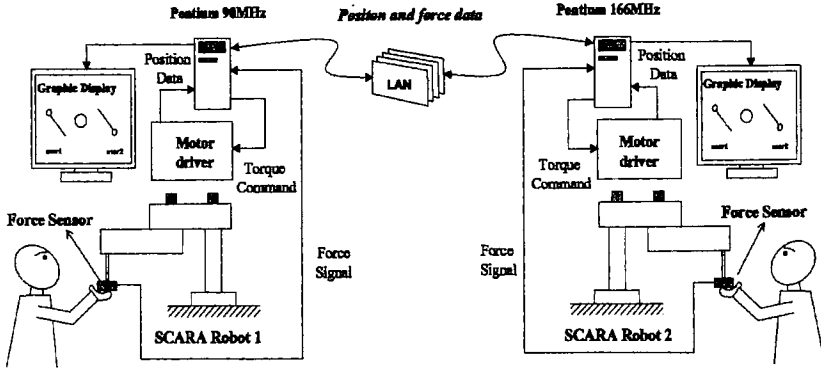 Pentium 90MHz
Positon and force data
Pentium 166MHz
Position
Data
LAN
Position
Data
Graphic Display
user1
user2
Motor
driver
Torque
Command
Graphic Display
user1
user2
Motor
driver
Torque
Command
Force Sensor
Force
Signal
Force
Signal
Force Sensor
SCARA Robot 1
SCARA Robot 2